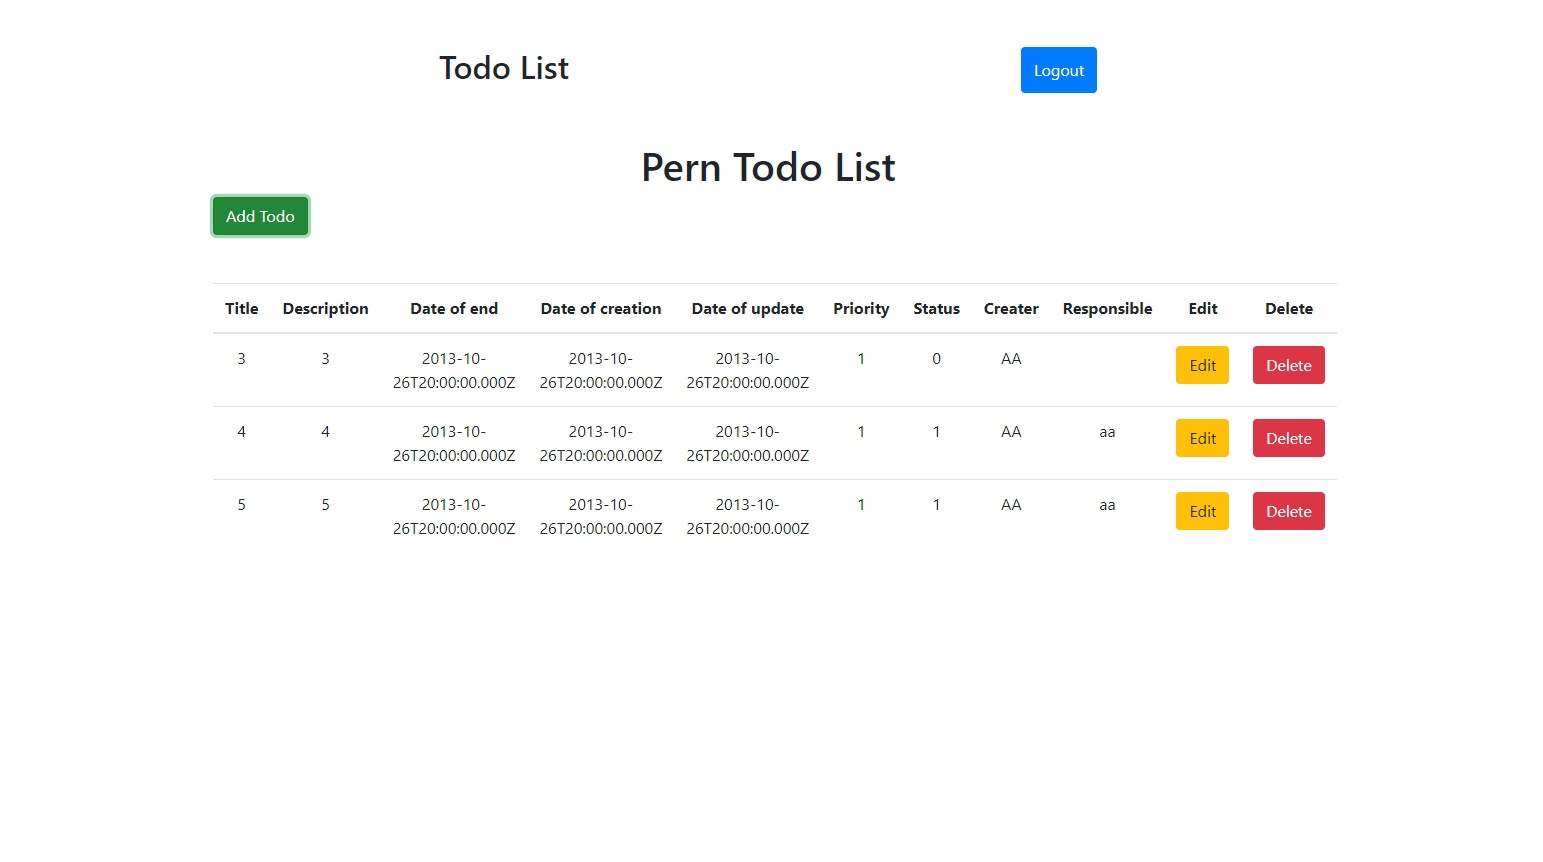 Todo List
Logout
Pern Todo List
Add Todo
Title Description Date of end Date of creation Date of update Priority Status Creater Responsible Edit Delete
3 3 2013-10- 2013-10- 2013-10- 1 0 AA Edit Delete
26T20:00:00.000Z 26T20:00:00.000Z 26T20:00:00.000Z
4 4 2013-10- 2013-10- 2013-10- 1 1 AA aa Edit Delete
26T20:00:00.000Z 26T20:00:00.000Z 26T20:00:00.000Z
5 5 2013-10- 2013-10- 2013-10- 1 1 AA aa Edit Delete
26T20:00:00.000Z 26T20:00:00.000Z 26T20:00:00.000Z